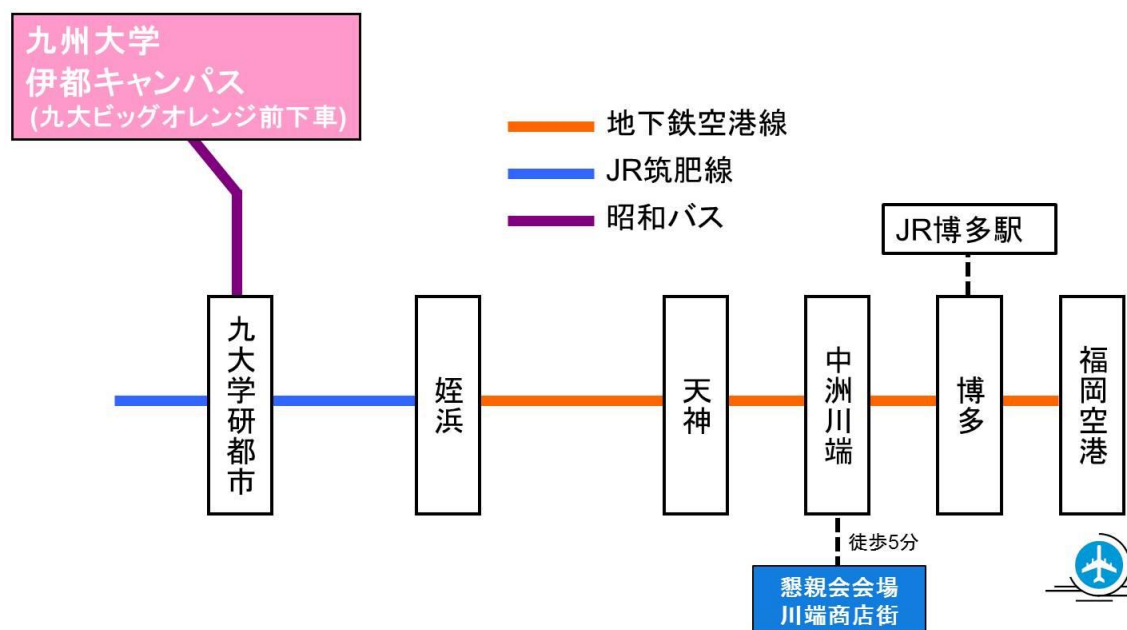 九州大学
伊都キャンパス
(九大ビッグオレンジ前下車)
地下鉄空港線
JR筑肥線
昭和バス
JR博多駅
九大学研都市
姪浜
天神
中洲川端
博多
福岡空港
徒歩5分
懇親会会場
川端商店街